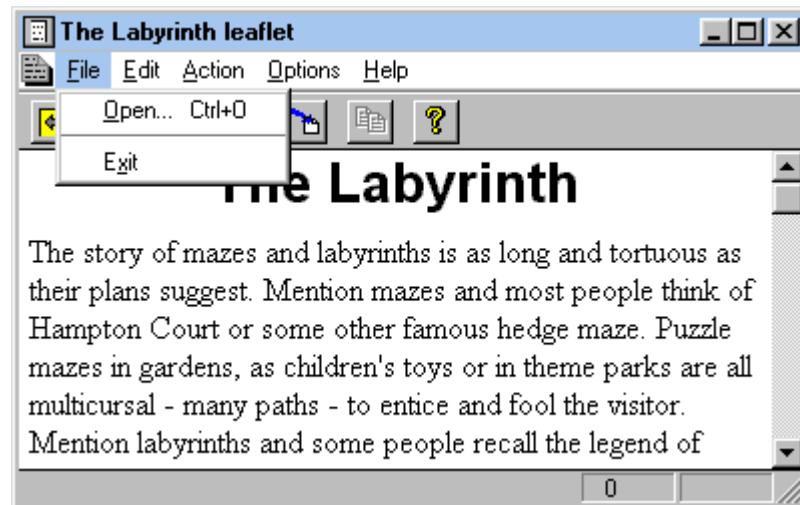 The Labyrinth leaflet
File Edit Action Options Help
Open... Ctrl+O
Exit
The Labyrinth
The story of mazes and labyrinths is as long and tortuous as
their plans suggest. Mention mazes and most people think of
Hampton Court or some other famous hedge maze. Puzzle
mazes in gardens, as children's toys or in theme parks are all
multicursal - many paths - to entice and fool the visitor.
Mention labyrinths and some people recall the legend of
0